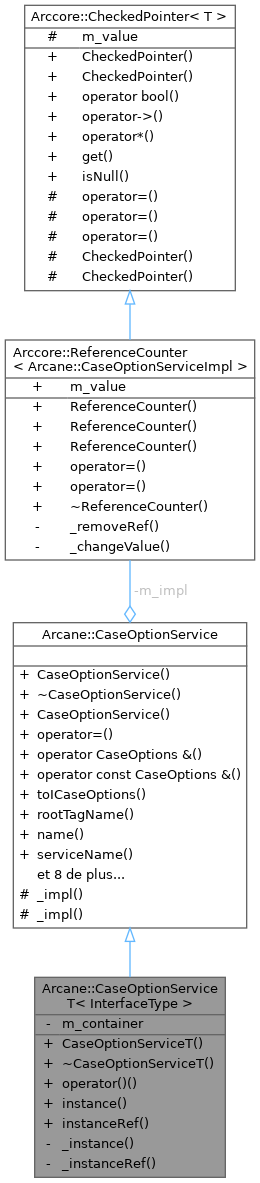 Arccore::CheckedPointer< T >
# m_value
+ CheckedPointer()
+ CheckedPointer()
+ operator bool()
+ operator->()
+ operator*()
+ get()
+ isNull()
# operator=()
# operator=()
# operator=()
# CheckedPointer()
# CheckedPointer()
Arccore::ReferenceCounter
< Arcane::CaseOptionServiceImpl >
+ m_value
+ ReferenceCounter()
+ ReferenceCounter()
+ ReferenceCounter()
+ operator=()
+ operator=()
+ ~ReferenceCounter()
- _removeRef()
- _changeValue()
-m_impl
Arcane::CaseOptionService
+ CaseOptionService()
+ ~CaseOptionService()
+ CaseOptionService()
+ operator=()
+ operator CaseOptions &()
+ operator const CaseOptions &()
+ toICaseOptions()
+ rootTagName()
+ name()
+ serviceName()
et 8 de plus...
# _impl()
# _impl()
Arcane::CaseOptionService
T< InterfaceType >
- m_container
+ CaseOptionServiceT()
+ ~CaseOptionServiceT()
+ operator()()
+ instance()
+ instanceRef()
- _instance()
- _instanceRef()